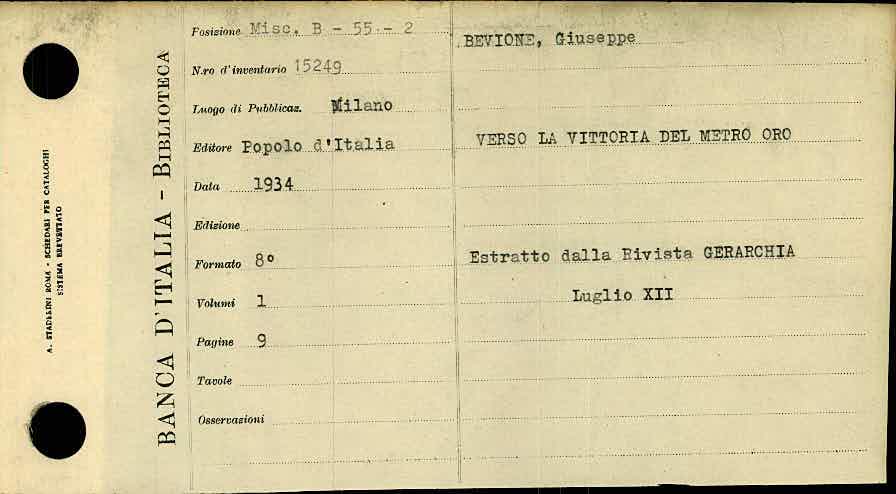 A. STADERINI ROMA - SCHEDARI PER CATALOGHI
SISTEMA BREVETTATO
BANCA D'ITALIA - BIBLIOTECA
Posizione Misc. B - 55 - 2
N.ro d'inventario 15249
Luogo di Pubblicaz. Milano
Editore Popolo d'Italia
Data 1934
Edizione
Formato 8°
Volumi 1
Pagine 9
Tavole
Osservazioni
BEVIONE, Giuseppe
VERSO LA VITTORIA DEL METRO ORO
Estratto dalla Rivista GERARCHIA
Luglio XII